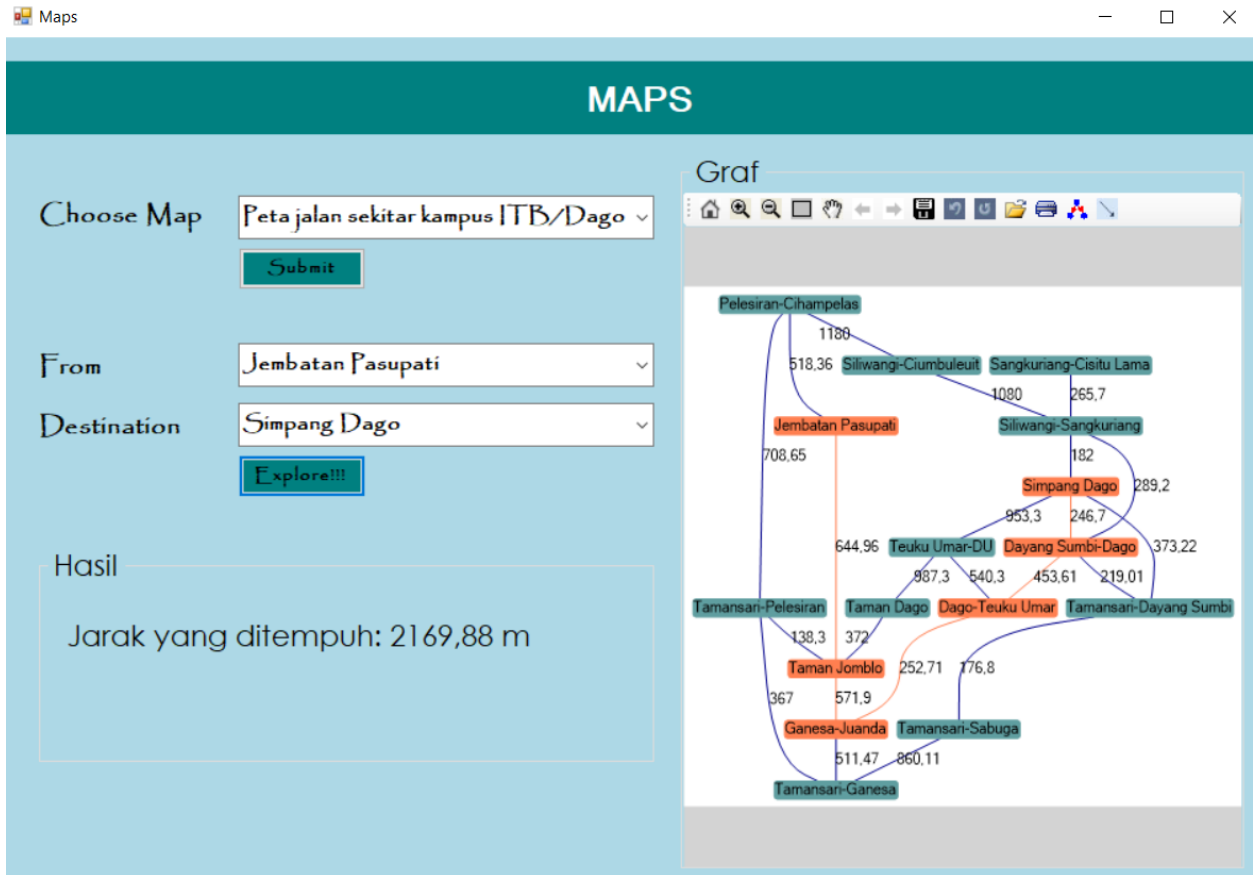 Maps
MAPS
Choose Map
Peta jalan sekitar kampus ITB/Dago
Submit
From
Jembatan Pasupati
Destination
Simpang Dago
Explore!!!
Hasil
Jarak yang ditempuh: 2169,88 m
Graf
Pelesiran-Cihampelas
1180
518,36
Siliwangi-Ciumbuleuit
Sangkuriang-Cisitu Lama
1080
265,7
Jembatan Pasupati
Siliwangi-Sangkuriang
708,65
182
Simpang Dago
289,2
953,3
246,7
644,96
Teuku Umar-DU
Dayang Sumbi-Dago
373,22
987,3
540,3
453,61
219,01
Tamansari-Pelesiran
Taman Dago
Dago-Teuku Umar
Tamansari-Dayang Sumbi
138,3
372
Taman Jomblo
252,71
176,8
367
571,9
Ganesa-Juanda
Tamansari-Sabuga
511,47
860,11
Tamansari-Ganesa